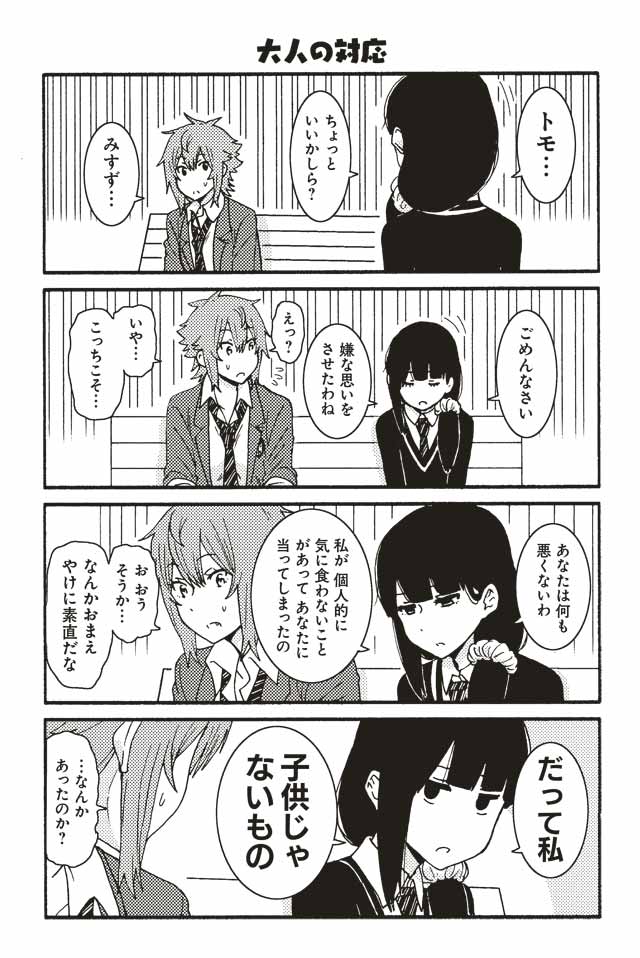 大人の対応
トモ…
ちょっと
いいかしら?
みすず…
ごめんなさい
嫌な思いを
させたわね
えっ?
いや…
こっちこそ…
あなたは何も
悪くないわ
私が 個人的に
気に食わないこと
があって あなたに
当ってしまったの
お おう
そうか…
なんかおまえ
やけに素直だな
だって私
子供じゃ
ないもの
…なんか
あったのか?